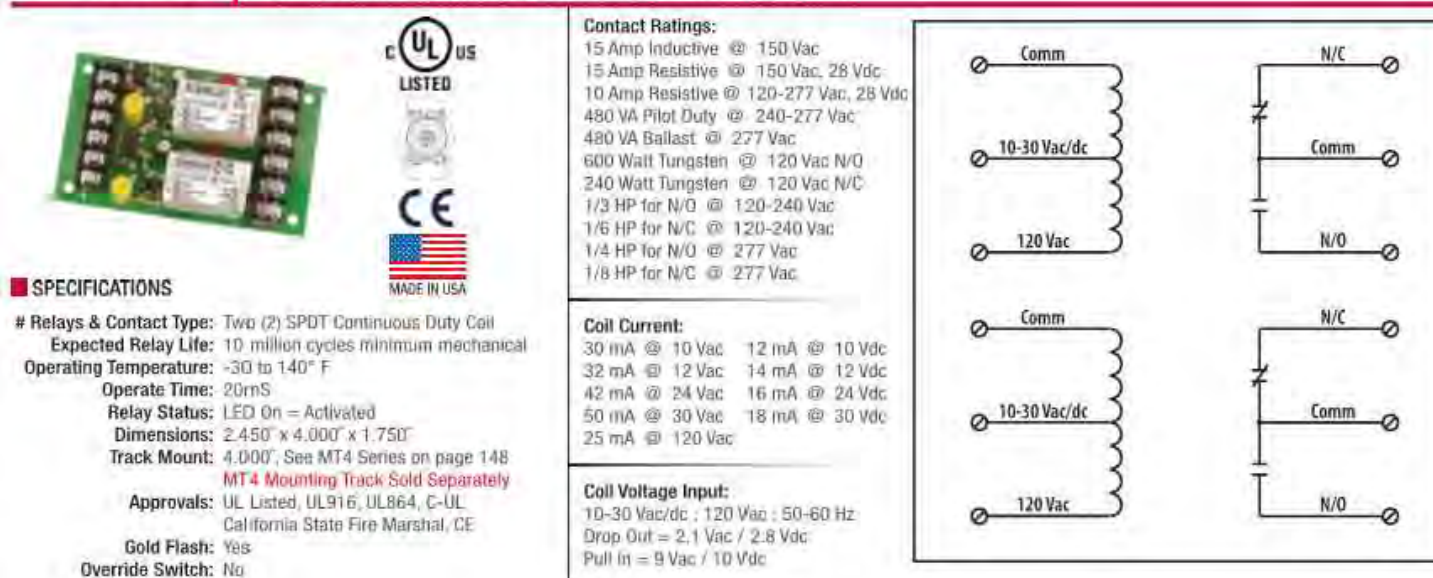 C UL US
LISTED
CE
MADE IN USA
SPECIFICATIONS
# Relays & Contact Type: Two (2) SPDT Continuous Duty Coil
Expected Relay Life: 10 million cycles minimum mechanical
Operating Temperature: -30 to 140° F
Operate Time: 20mS
Relay Status: LED On = Activated
Dimensions: 2.450" x 4.000" x 1.750"
Track Mount: 4.000", See MT4 Series on page 148
MT4 Mounting Track Sold Separately
Approvals: UL Listed, UL916, UL864, C-UL
California State Fire Marshal, CE
Gold Flash: Yes
Override Switch: No
Contact Ratings:
15 Amp Inductive @ 150 Vac
15 Amp Resistive @ 150 Vac, 28 Vdc
10 Amp Resistive @ 120-277 Vac, 28 Vdc
480 VA Pilot Duty @ 240-277 Vac
480 VA Ballast @ 277 Vac
600 Watt Tungsten @ 120 Vac N/O
240 Watt Tungsten @ 120 Vac N/C
1/3 HP for N/O @ 120-240 Vac
1/6 HP for N/C @ 120-240 Vac
1/4 HP for N/O @ 277 Vac
1/8 HP for N/C @ 277 Vac
Coil Current:
30 mA @ 10 Vac 12 mA @ 10 Vdc
32 mA @ 12 Vac 14 mA @ 12 Vdc
42 mA @ 24 Vac 16 mA @ 24 Vdc
50 mA @ 30 Vac 18 mA @ 30 Vdc
25 mA @ 120 Vac
Coil Voltage Input:
10-30 Vac/dc ; 120 Vac ; 50-60 Hz
Drop Out = 2.1 Vac / 2.8 Vdc
Pull In = 9 Vac / 10 Vdc
Comm N/C
10-30 Vac/dc Comm
120 Vac N/O
Comm N/C
10-30 Vac/dc Comm
120 Vac N/O